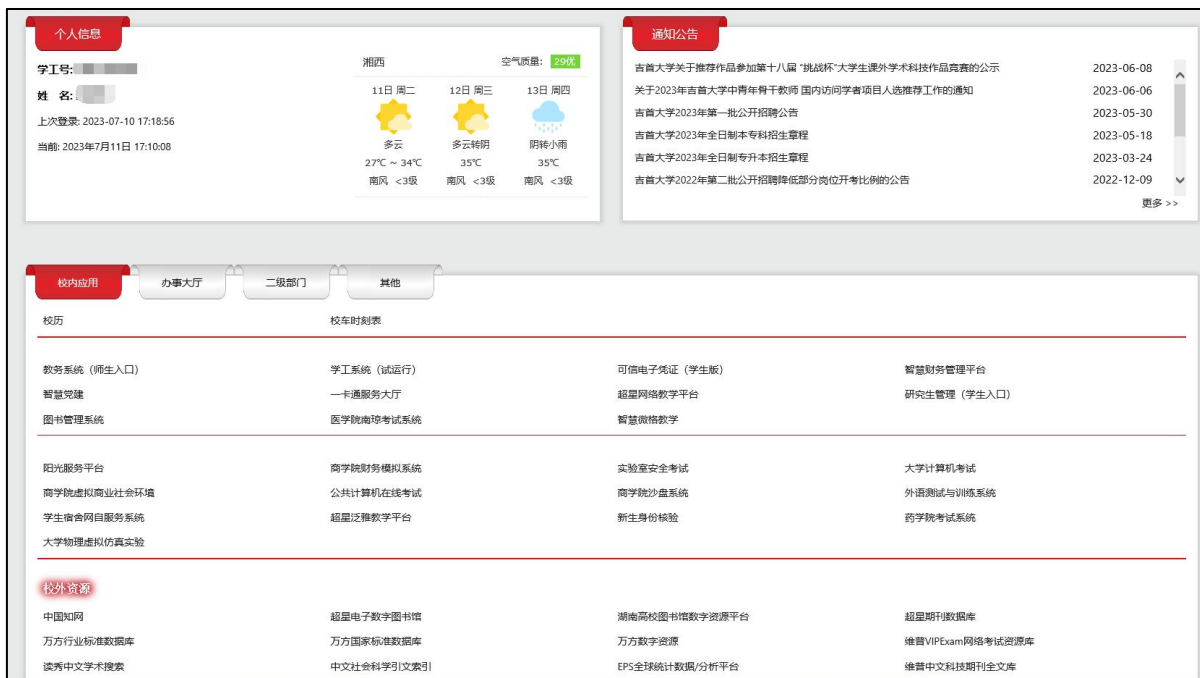 个人信息
学工号:
姓 名:
上次登录: 2023-07-10 17:18:56
当前: 2023年7月11日 17:10:08
湘西 空气质量: 29优
11日 周二 12日 周三 13日 周四
多云 多云转阴 阴转小雨
27℃ ~ 34℃ 35℃ 35℃
南风 <3级 南风 <3级 南风 <3级
通知公告
吉首大学关于推荐作品参加第十八届 "挑战杯"大学生课外学术科技作品竞赛的公示 2023-06-08
关于2023年吉首大学中青年骨干教师 国内访问学者项目人选推荐工作的通知 2023-06-06
吉首大学2023年第一批公开招聘公告 2023-05-30
吉首大学2023年全日制本专科招生章程 2023-05-18
吉首大学2023年全日制专升本招生章程 2023-03-24
吉首大学2022年第二批公开招聘降低部分岗位开考比例的公告 2022-12-09
更多 >>
校内应用 办事大厅 二级部门 其他
校历 校车时刻表
教务系统（师生入口） 学工系统（试运行） 可信电子凭证（学生版） 智慧财务管理平台
智慧党建 一卡通服务大厅 超星网络教学平台 研究生管理（学生入口）
图书管理系统 医学院南琼考试系统 智慧微格教学
阳光服务平台 商学院财务模拟系统 实验室安全考试 大学计算机考试
商学院虚拟商业社会环境 公共计算机在线考试 商学院沙盘系统 外语测试与训练系统
学生宿舍网自服务系统 超星泛雅教学平台 新生身份核验 药学院考试系统
大学物理虚拟仿真实验
校外资源
中国知网 超星电子数字图书馆 湖南高校图书馆数字资源平台 超星期刊数据库
万方行业标准数据库 万方国家标准数据库 万方数字资源 维普VIPExam网络考试资源库
读秀中文学术搜索 中文社会科学引文索引 EPS全球统计数据/分析平台 维普中文科技期刊全文库